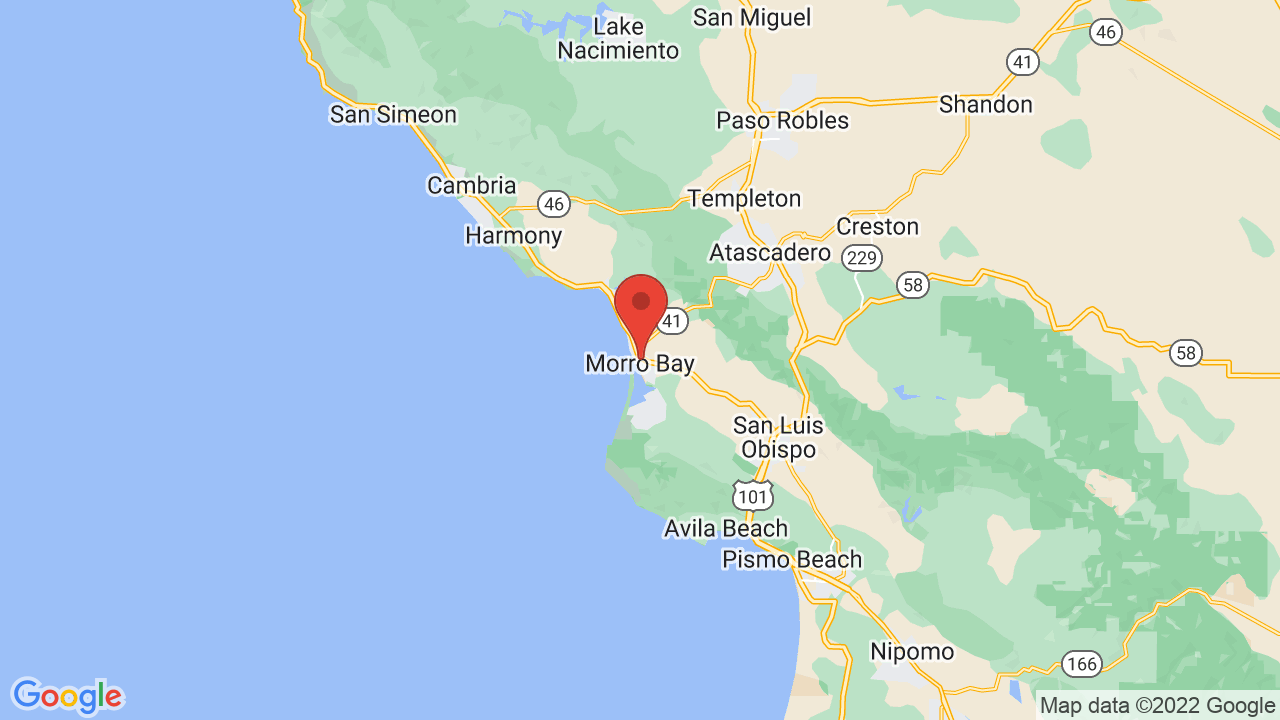 San Miguel
Lake
Nacimiento
46
41
San Simeon
Shandon
Paso Robles
Cambria
Templeton
46
Harmony
Creston
Atascadero
229
58
41
58
Morro Bay
San Luis
Obispo
101
Avila Beach
Pismo Beach
Nipomo
166
Google
Map data ©2022 Google